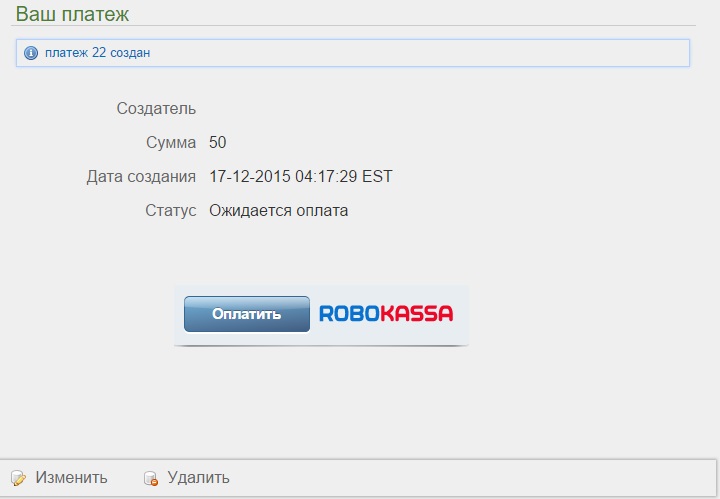 Ваш платеж
платеж 22 создан
Создатель
Сумма 50
Дата создания 17-12-2015 04:17:29 EST
Статус Ожидается оплата
Оплатить ROBOKASSA
Изменить Удалить